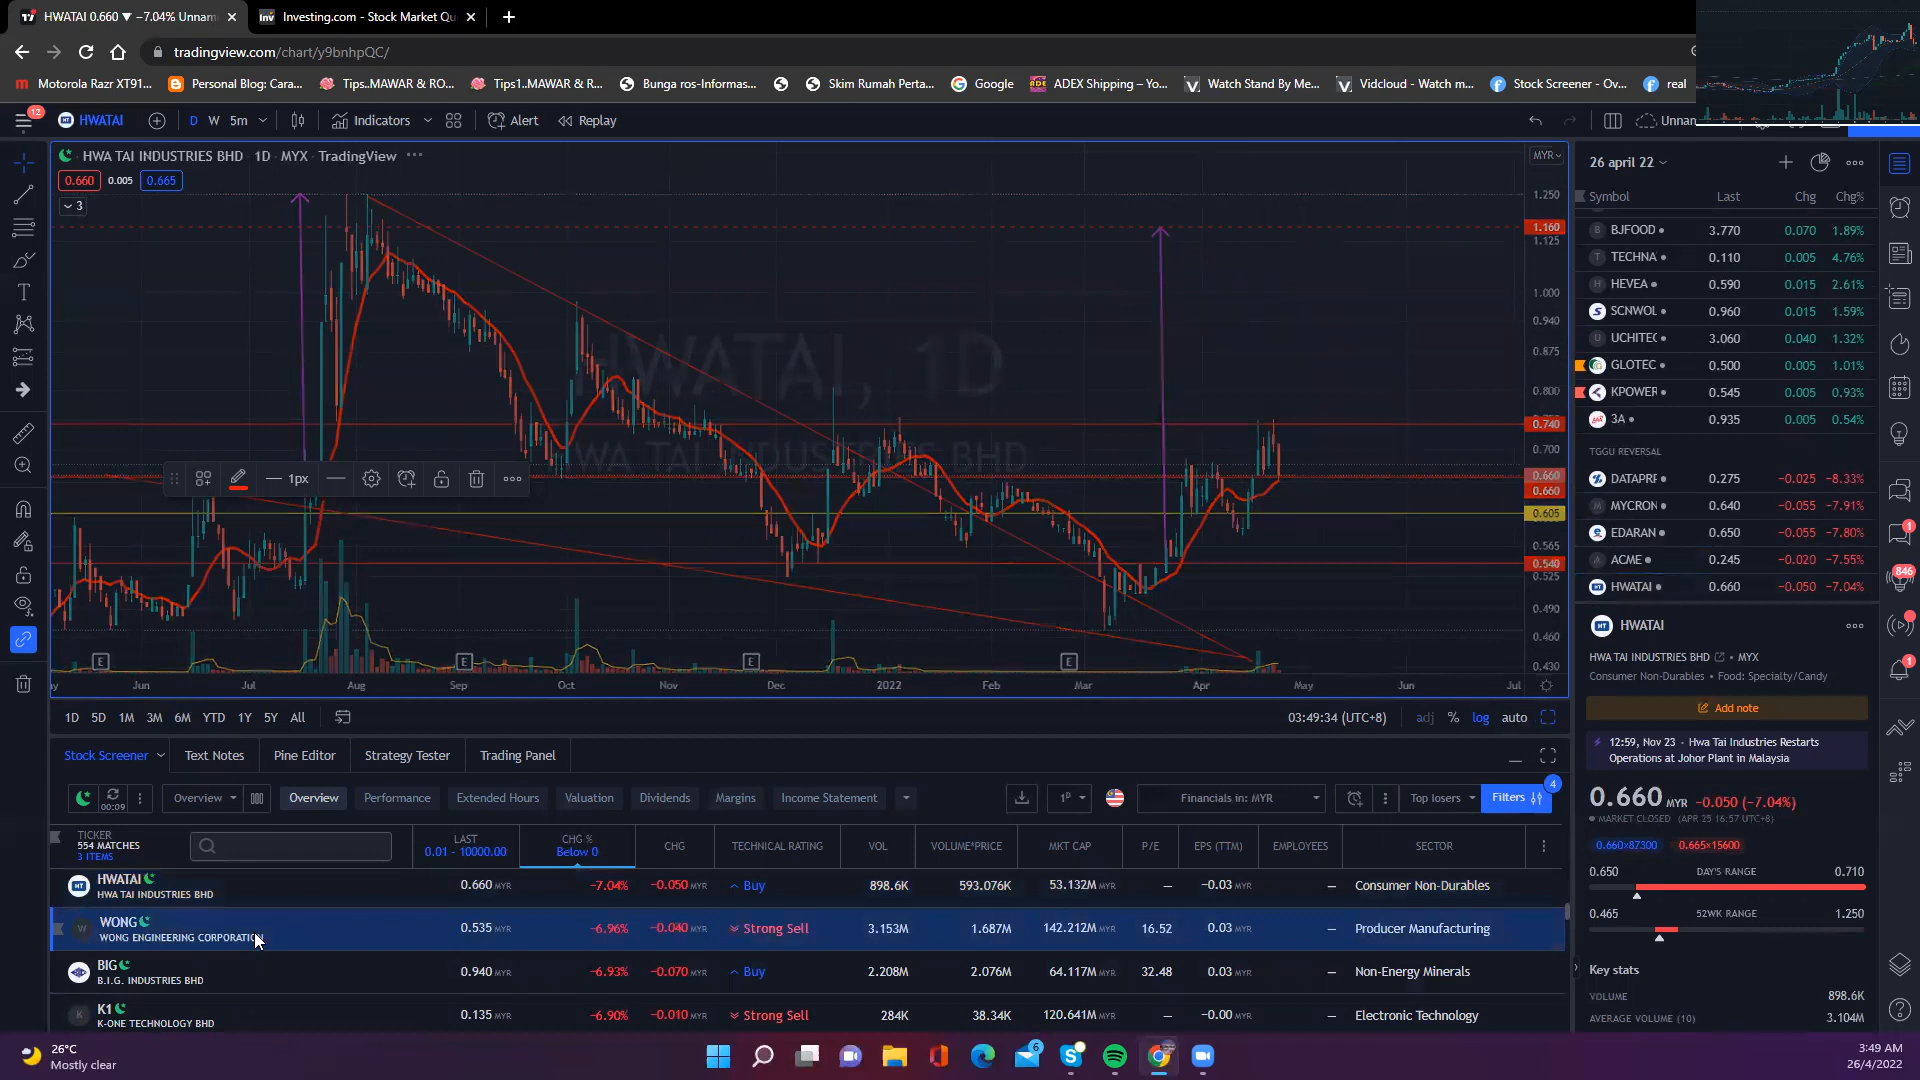 HWATAI 0.660 ▼ −7.04% Unnam
Investing.com - Stock Market Qu
tradingview.com/chart/y9bnhpQC/
Motorola Razr XT91...
Personal Blog: Cara...
Tips..MAWAR & RO...
Tips1..MAWAR & R...
Bunga ros-Informas...
Skim Rumah Perta...
Google
ADEX Shipping – Yo...
Watch Stand By Me...
Vidcloud - Watch m...
Stock Screener - Ov...
real
12
HWATAI
D
W
5m
Indicators
Alert
Replay
Unnan
HWA TAI INDUSTRIES BHD · 1D · MYX · TradingView
0.660
0.005
0.665
3
HWATAI, 1D
HWA TAI INDUSTRIES BHD
1px
MYR
1.250
1.160
1.125
1.000
0.940
0.875
0.800
0.740
0.700
0.660
0.660
0.605
0.565
0.540
0.525
0.490
0.460
0.430
E
E
E
E
Jun
Jul
Aug
Sep
Oct
Nov
Dec
2022
Feb
Mar
Apr
May
Jun
Jul
1D
5D
1M
3M
6M
YTD
1Y
5Y
All
03:49:34 (UTC+8)
adj
%
log
auto
Stock Screener
Text Notes
Pine Editor
Strategy Tester
Trading Panel
00:09
Overview
Overview
Performance
Extended Hours
Valuation
Dividends
Margins
Income Statement
1D
Financials in: MYR
Top losers
Filters
4
TICKER
554 MATCHES
3 ITEMS
LAST
0.01 - 10000.00
CHG %
Below 0
CHG
TECHNICAL RATING
VOL
VOLUME*PRICE
MKT CAP
P/E
EPS (TTM)
EMPLOYEES
SECTOR
HWATAI
HWA TAI INDUSTRIES BHD
0.660 MYR
−7.04%
−0.050 MYR
Buy
898.6K
593.076K
53.132M MYR
—
−0.03 MYR
—
Consumer Non-Durables
WONG
WONG ENGINEERING CORPORATION
0.535 MYR
−6.96%
−0.040 MYR
Strong Sell
3.153M
1.687M
142.212M MYR
16.52
0.03 MYR
—
Producer Manufacturing
BIG
B.I.G. INDUSTRIES BHD
0.940 MYR
−6.93%
−0.070 MYR
Buy
2.208M
2.076M
64.117M MYR
32.48
0.03 MYR
—
Non-Energy Minerals
K1
K-ONE TECHNOLOGY BHD
0.135 MYR
−6.90%
−0.010 MYR
Strong Sell
284K
38.34K
120.641M MYR
—
−0.00 MYR
—
Electronic Technology
26 april 22
Symbol
Last
Chg
Chg%
BJFOOD
3.770
0.070
1.89%
TECHNA
0.110
0.005
4.76%
HEVEA
0.590
0.015
2.61%
SCNWOL
0.960
0.015
1.59%
UCHITEC
3.060
0.040
1.32%
GLOTEC
0.500
0.005
1.01%
KPOWER
0.545
0.005
0.93%
3A
0.935
0.005
0.54%
TGGU REVERSAL
DATAPRF
0.275
−0.025
−8.33%
MYCRON
0.640
−0.055
−7.91%
EDARAN
0.650
−0.055
−7.80%
ACME
0.245
−0.020
−7.55%
HWATAI
0.660
−0.050
−7.04%
HWATAI
HWA TAI INDUSTRIES BHD • MYX
Consumer Non-Durables • Food: Specialty/Candy
Add note
12:59, Nov 23 · Hwa Tai Industries Restarts
Operations at Johor Plant in Malaysia
0.660 MYR −0.050 (−7.04%)
MARKET CLOSED (APR 25 16:57 UTC+8)
0.660×87300
0.665×15600
0.650
DAY'S RANGE
0.710
0.465
52WK RANGE
1.250
Key stats
VOLUME
898.6K
AVERAGE VOLUME (10)
3.104M
1
846
1
26°C
Mostly clear
6
3:49 AM
26/4/2022